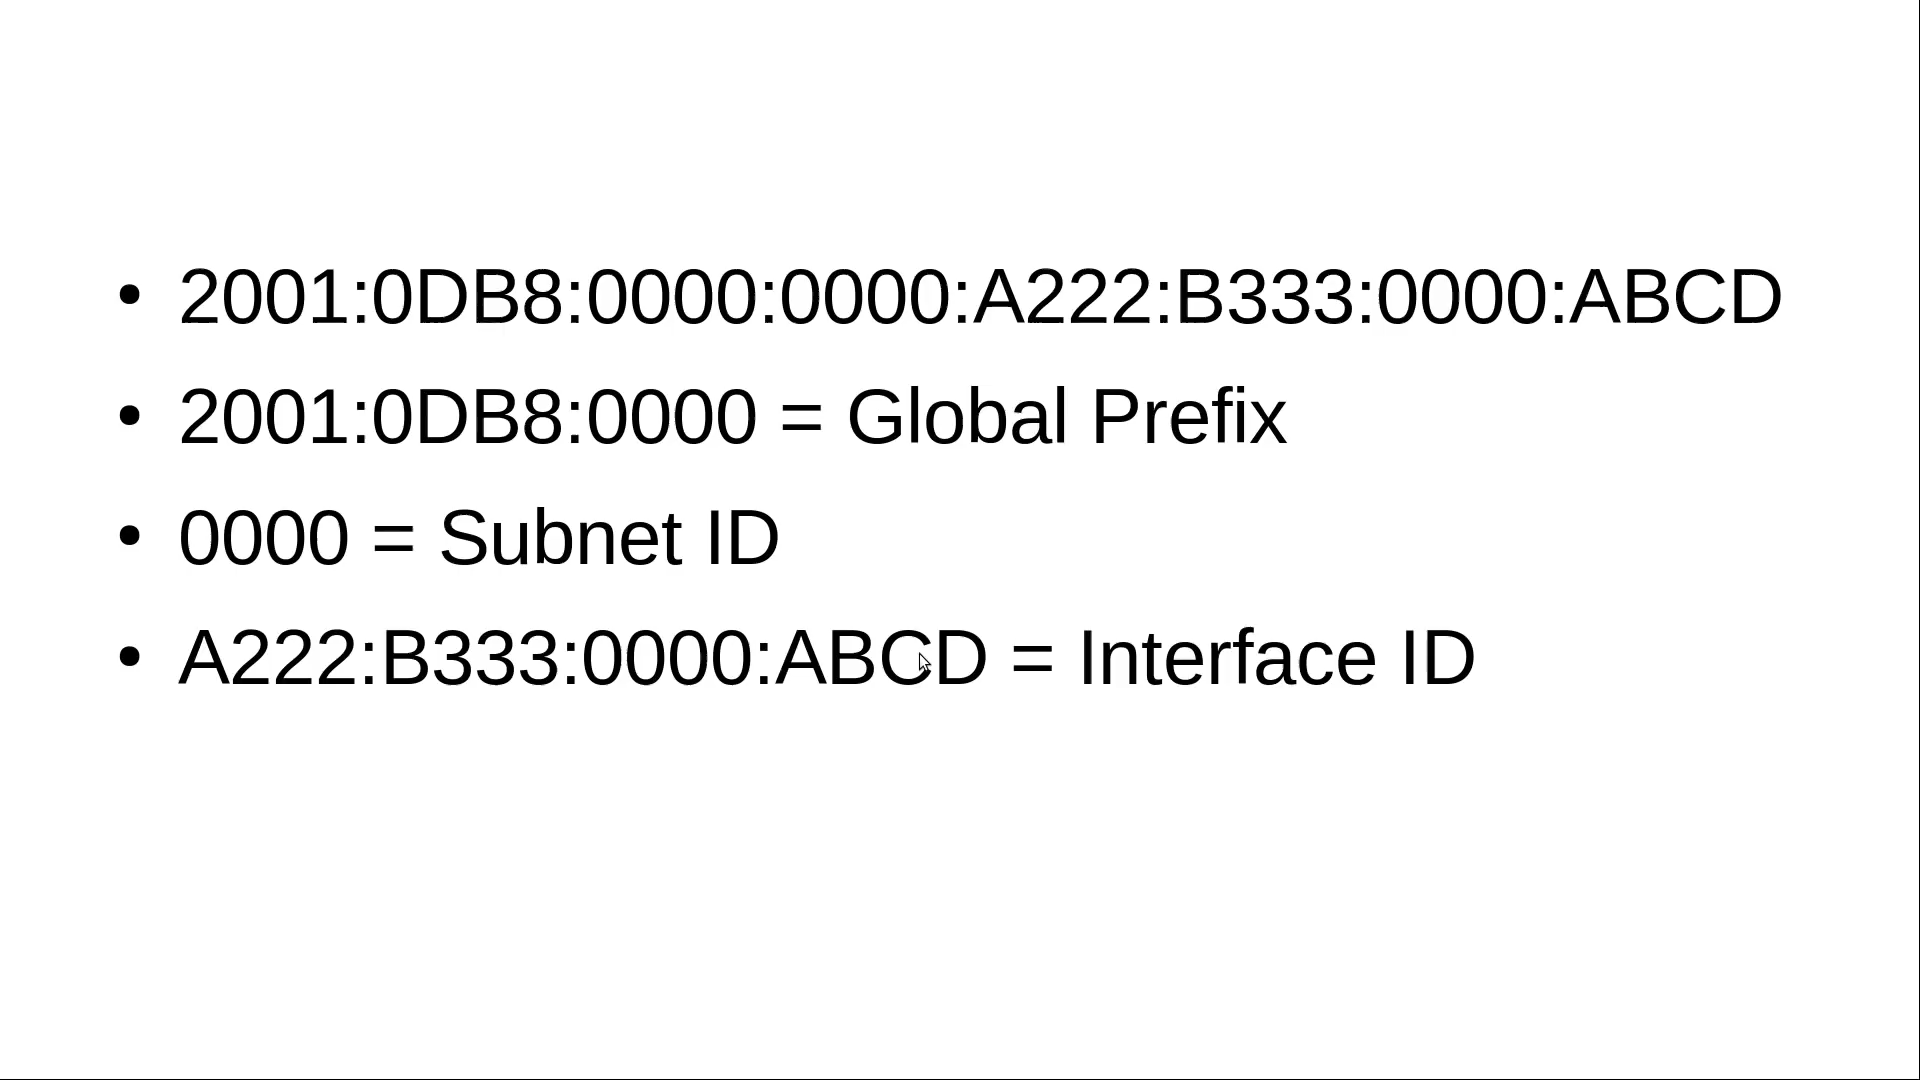 • 2001:0DB8:0000:0000:A222:B333:0000:ABCD
• 2001:0DB8:0000 = Global Prefix
• 0000 = Subnet ID
• A222:B333:0000:ABCD = Interface ID